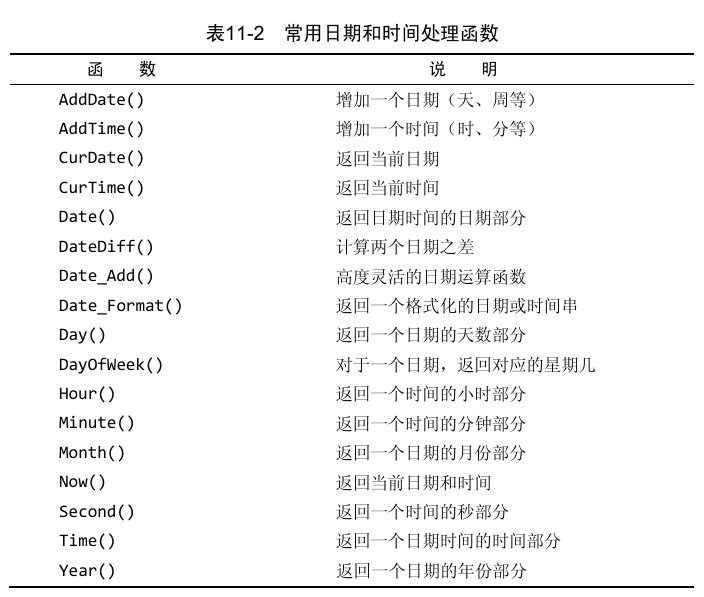 表11-2 常用日期和时间处理函数
函 数 说 明
AddDate() 增加一个日期（天、周等）
AddTime() 增加一个时间（时、分等）
CurDate() 返回当前日期
CurTime() 返回当前时间
Date() 返回日期时间的日期部分
DateDiff() 计算两个日期之差
Date_Add() 高度灵活的日期运算函数
Date_Format() 返回一个格式化的日期或时间串
Day() 返回一个日期的天数部分
DayOfWeek() 对于一个日期，返回对应的星期几
Hour() 返回一个时间的小时部分
Minute() 返回一个时间的分钟部分
Month() 返回一个日期的月份部分
Now() 返回当前日期和时间
Second() 返回一个时间的秒部分
Time() 返回一个日期时间的时间部分
Year() 返回一个日期的年份部分